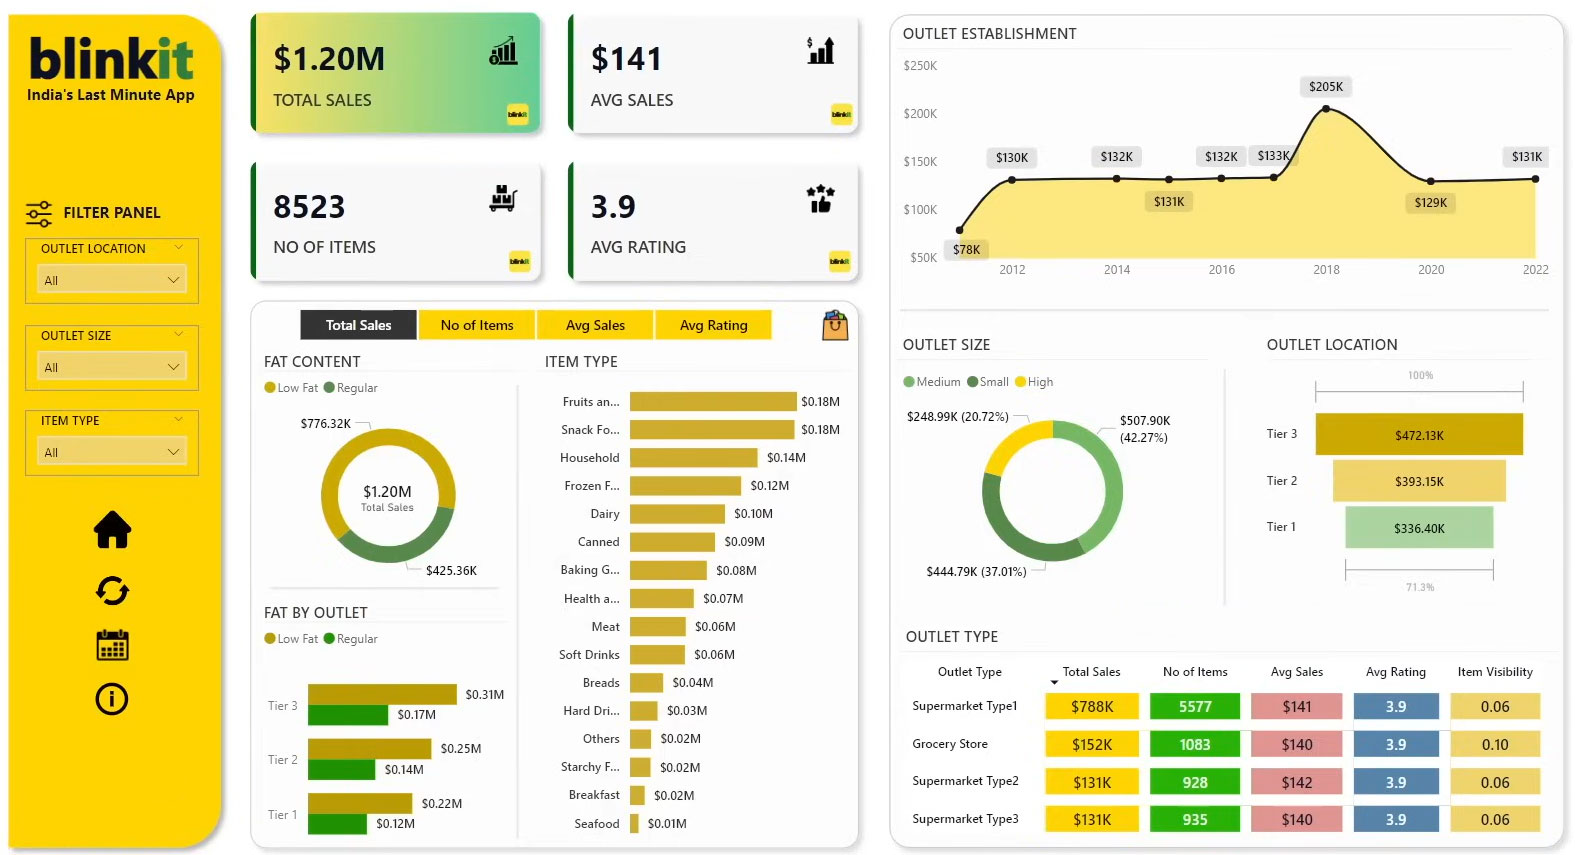 blinkit
India's Last Minute App
FILTER PANEL
OUTLET LOCATION
All
OUTLET SIZE
All
ITEM TYPE
All
$1.20M
TOTAL SALES
blinkit
$141
AVG SALES
blinkit
8523
NO OF ITEMS
blinkit
3.9
AVG RATING
blinkit
Total Sales No of Items Avg Sales Avg Rating
FAT CONTENT
Low Fat Regular
$776.32K
$1.20M
Total Sales
$425.36K
FAT BY OUTLET
Low Fat Regular
Tier 3 $0.31M
$0.17M
Tier 2 $0.25M
$0.14M
Tier 1 $0.22M
$0.12M
ITEM TYPE
Fruits an... $0.18M
Snack Fo... $0.18M
Household $0.14M
Frozen F... $0.12M
Dairy $0.10M
Canned $0.09M
Baking G... $0.08M
Health a... $0.07M
Meat $0.06M
Soft Drinks $0.06M
Breads $0.04M
Hard Dri... $0.03M
Others $0.02M
Starchy F... $0.02M
Breakfast $0.02M
Seafood $0.01M
OUTLET ESTABLISHMENT
$250K
$200K
$150K
$100K
$50K
$78K
$130K
$132K
$131K
$132K
$133K
$205K
$129K
$131K
2012 2014 2016 2018 2020 2022
OUTLET SIZE
Medium Small High
$248.99K (20.72%)
$507.90K
(42.27%)
$444.79K (37.01%)
OUTLET LOCATION
100%
Tier 3 $472.13K
Tier 2 $393.15K
Tier 1 $336.40K
71.3%
OUTLET TYPE
Outlet Type Total Sales No of Items Avg Sales Avg Rating Item Visibility
Supermarket Type1 $788K 5577 $141 3.9 0.06
Grocery Store $152K 1083 $140 3.9 0.10
Supermarket Type2 $131K 928 $142 3.9 0.06
Supermarket Type3 $131K 935 $140 3.9 0.06